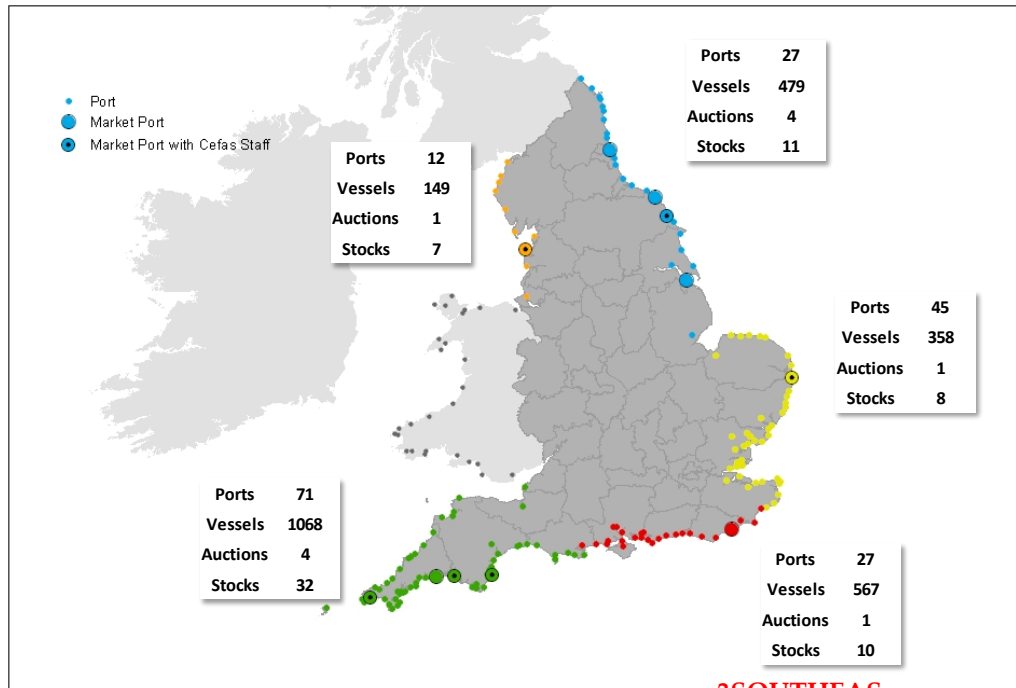 Port
Market Port
Market Port with Cefas Staff
Ports 27
Vessels 479
Auctions 4
Stocks 11
Ports 12
Vessels 149
Auctions 1
Stocks 7
Ports 45
Vessels 358
Auctions 1
Stocks 8
Ports 71
Vessels 1068
Auctions 4
Stocks 32
Ports 27
Vessels 567
Auctions 1
Stocks 10